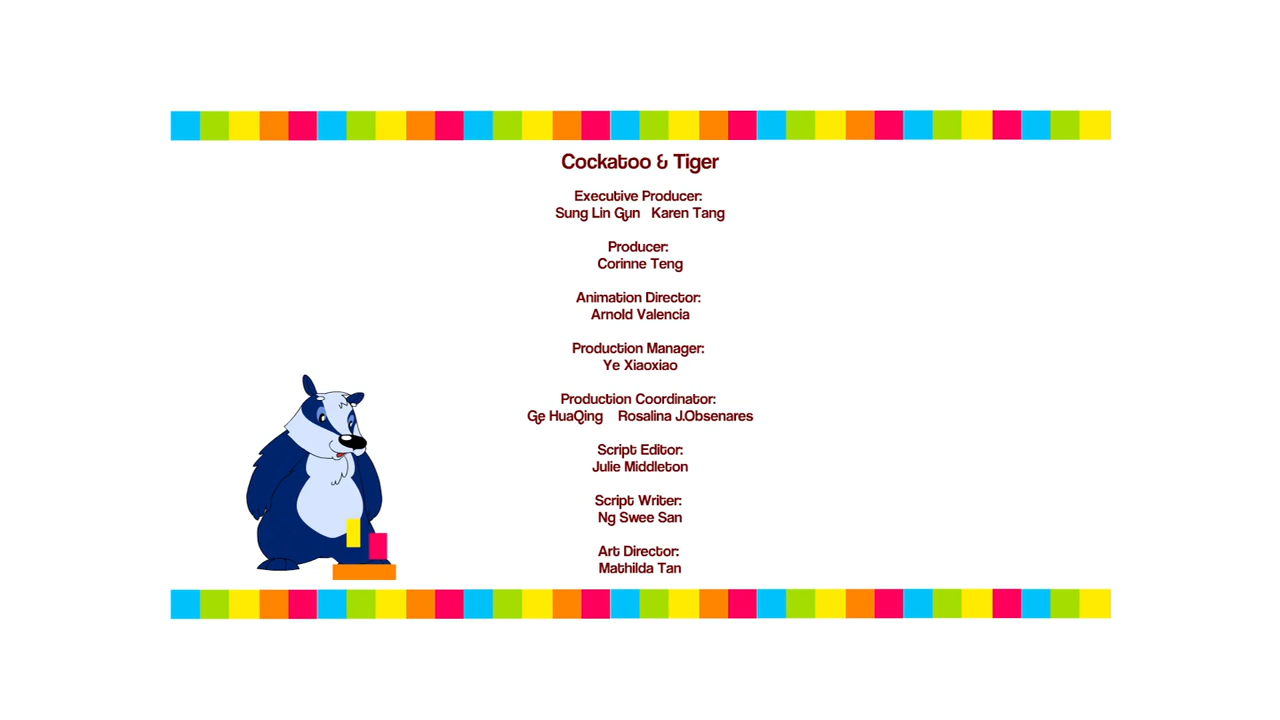 Cockatoo & Tiger
Executive Producer:
Sung Lin Gun   Karen Tang
Producer:
Corinne Teng
Animation Director:
Arnold Valencia
Production Manager:
Ye Xiaoxiao
Production Coordinator:
Ge HuaQing   Rosalina J.Obsenares
Script Editor:
Julie Middleton
Script Writer:
Ng Swee San
Art Director:
Mathilda Tan